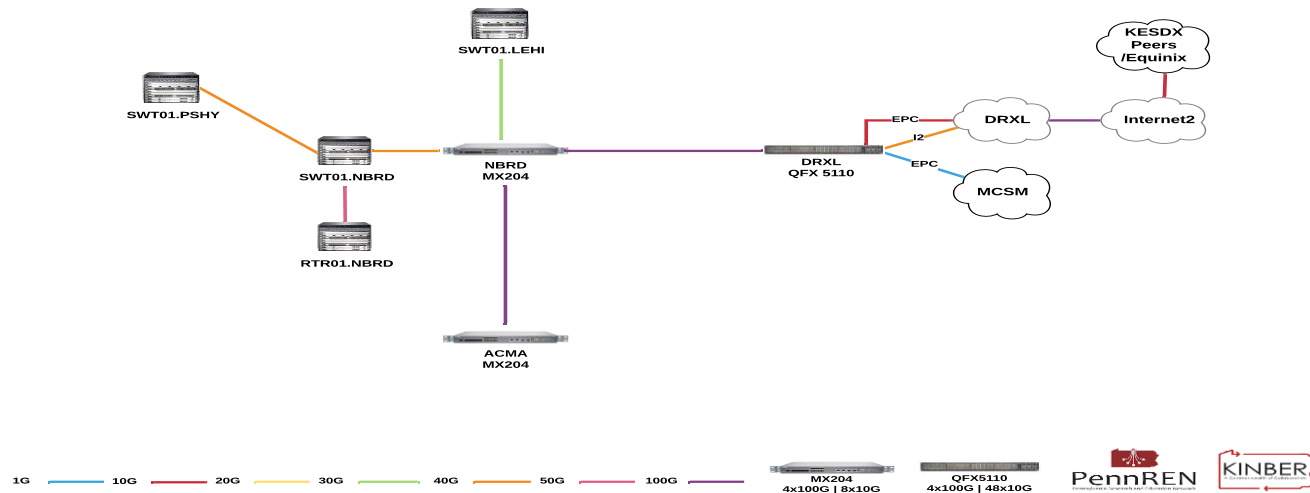 SWT01.LEHI
KESDX
Peers
/Equinix
SWT01.PSHY
EPC
DRXL
Internet2
I2
SWT01.NBRD
NBRD
MX204
DRXL
QFX 5110
EPC
MCSM
RTR01.NBRD
ACMA
MX204
1G
10G
20G
30G
40G
50G
100G
MX204
4x100G | 8x10G
QFX5110
4x100G | 48x10G
PennREN
KINBER